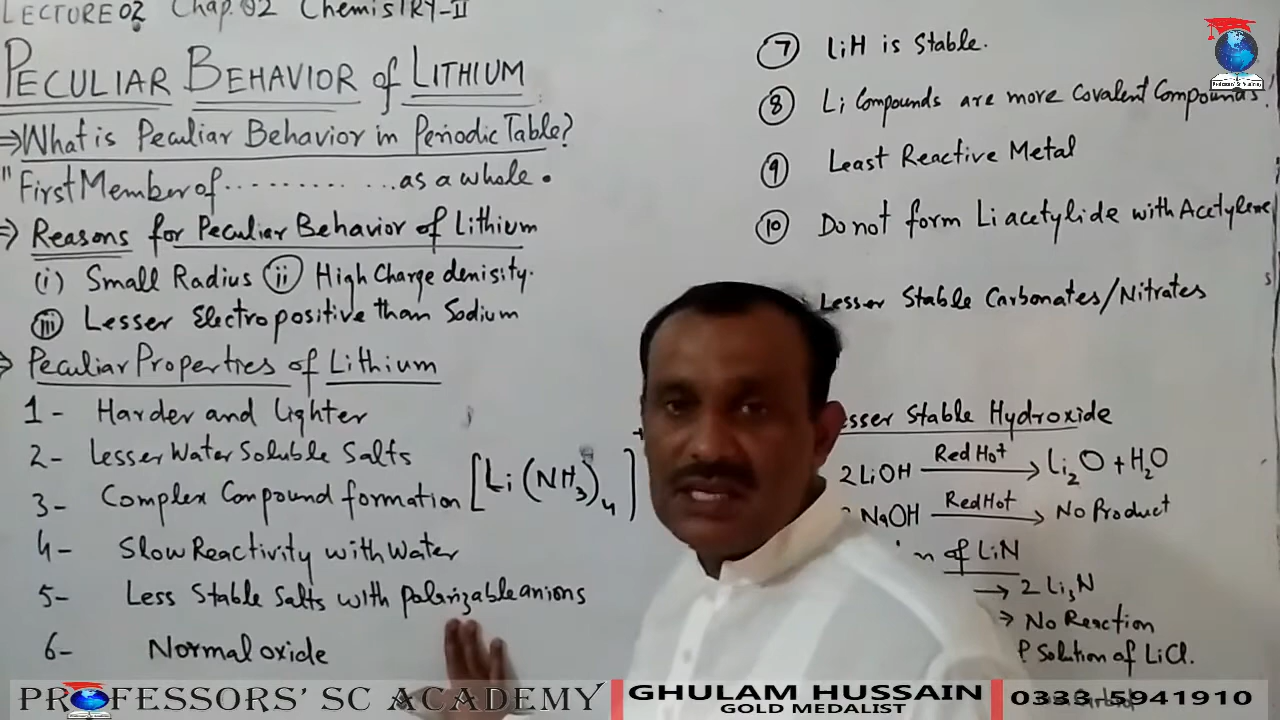 LECTURE 02 Chap. 02 ChemisTRY-II
PECULIAR BEHAVIOR of LITHIUM
⇒What is Peculiar Behavior in Periodic Table?
"First Member of .............. as a whole.
⇒ Reasons for Peculiar Behavior of Lithium
(i) Small Radius (ii) High Charge denisity.
(iii) Lesser Electropositive than Sodium
⇒ Peculiar Properties of Lithium
1- Harder and Lighter
2- Lesser Water Soluble Salts
3- Complex Compound formation [Li(NH3)4]+
4- Slow Reactivity with Water
5- Less Stable Salts with Polarizable anions
6- Normal oxide
(7) LiH is Stable.
(8) Li Compounds are more Covalent Compounds.
(9) Least Reactive Metal
(10) Do not form Li acetylide with Acetylene
Lesser Stable Carbonates/Nitrates
esser Stable Hydroxide
2LiOH Red Hot → Li2O + H2O
NaOH Red Hot → No Product
of LiN
→ 2 Li3N
→ No Reaction
Solution of LiCl.
PROFESSORS' SC ACADEMY
GHULAM HUSSAIN
GOLD MEDALIST
0333 5941910